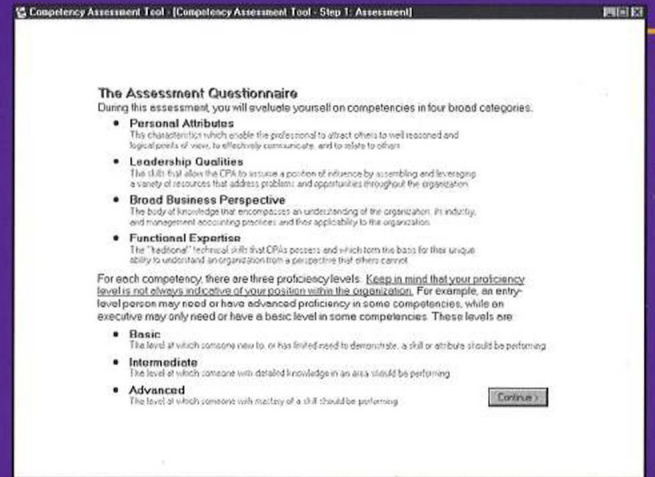 Competency Assessment Tool - [Competency Assessment Tool - Step 1: Assessment]
The Assessment Questionnaire
During this assessment, you will evaluate yourself on competencies in four broad categories.
• Personal Attributes
The characteristics which enable the professional to attract others to well reasoned and
logical points of view, to effectively communicate, and to relate to others
• Leadership Qualities
The skills that allow the CPA to assume a position of influence by assembling and leveraging
a variety of resources that address problems and opportunities throughout the organization
• Broad Business Perspective
The body of knowledge that encompasses an understanding of the organization, its industry,
and management accounting practices and their applicability to the organization.
• Functional Expertise
The "traditional" technical skills that CPAs possess and which form the basis for their unique
ability to understand an organization from a perspective that others cannot
For each competency, there are three proficiency levels. Keep in mind that your proficiency
level is not always indicative of your position within the organization. For example, an entry-
level person may need or have advanced proficiency in some competencies, while an
executive may only need or have a basic level in some competencies. These levels are
• Basic
The level at which someone new to, or has limited need to demonstrate, a skill or attribute should be performing
• Intermediate
The level at which someone with detailed knowledge in an area should be performing
• Advanced
The level at which someone with mastery of a skill should be performing
Continue >